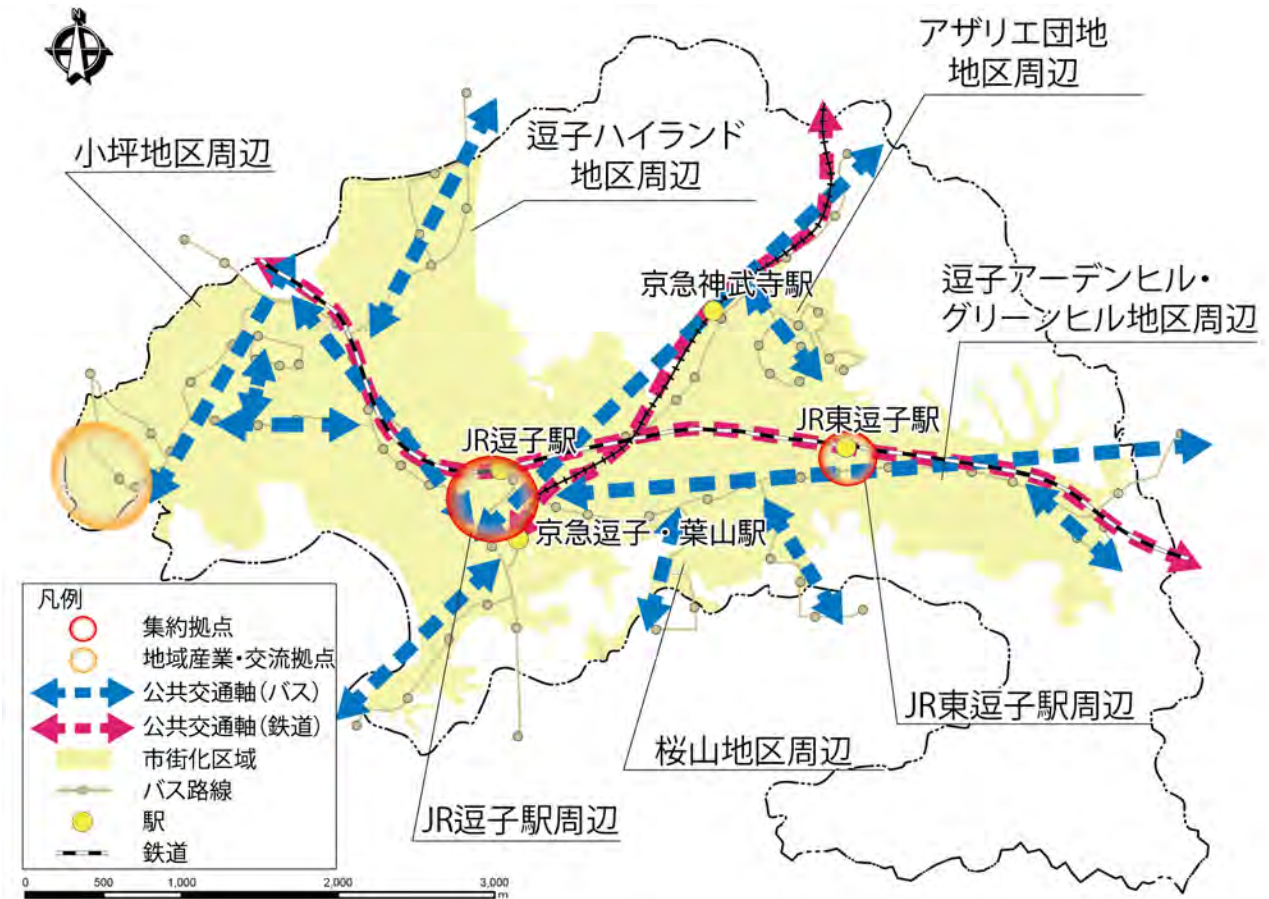 N
アザリエ団地
地区周辺
逗子ハイランド
地区周辺
小坪地区周辺
京急神武寺駅
逗子アーデンヒル・
グリーンヒル地区周辺
JR東逗子駅
JR逗子駅
京急逗子・葉山駅
JR東逗子駅周辺
桜山地区周辺
JR逗子駅周辺
凡例
集約拠点
地域産業・交流拠点
公共交通軸(バス)
公共交通軸(鉄道)
市街化区域
バス路線
駅
鉄道
0 500 1,000 2,000 3,000
m